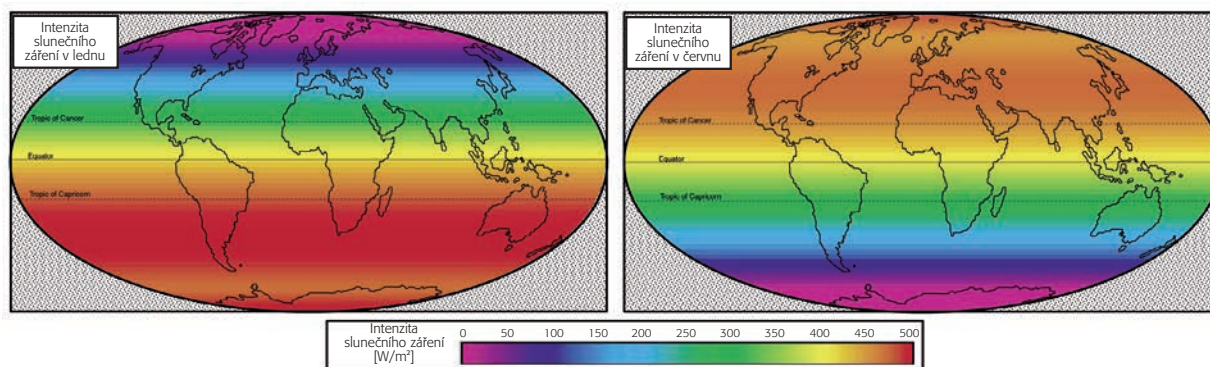 Intenzita
slunečního
záření v lednu
Tropic of Cancer
Equator
Tropic of Capricorn
Intenzita
slunečního
záření v červnu
Tropic of Cancer
Equator
Tropic of Capricorn
Intenzita
slunečního záření
[W/m²]
0 50 100 150 200 250 300 350 400 450 500